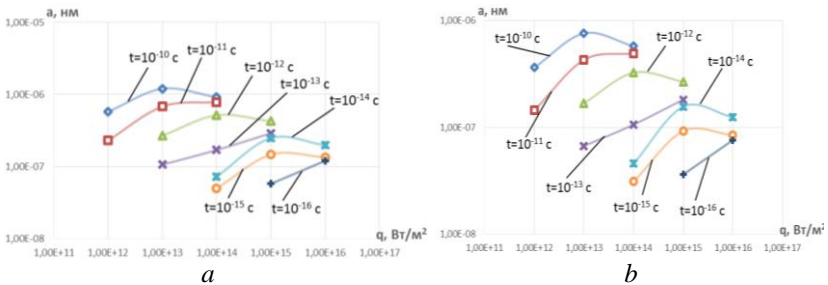 a, нм
1,00E-05
1,00E-06
1,00E-07
1,00E-08
t=10⁻¹⁰ c
t=10⁻¹¹ c
t=10⁻¹² c
t=10⁻¹³ c
t=10⁻¹⁴ c
t=10⁻¹⁵ c
t=10⁻¹⁶ c
q, Вт/м²
1,00E+11 1,00E+12 1,00E+13 1,00E+14 1,00E+15 1,00E+16 1,00E+17
a
a, нм
1,00E-06
1,00E-07
1,00E-08
t=10⁻¹⁰ c
t=10⁻¹² c
t=10⁻¹⁴ c
t=10⁻¹¹ c
t=10⁻¹³ c
t=10⁻¹⁵ c
t=10⁻¹⁶ c
q, Вт/м²
1,00E+11 1,00E+12 1,00E+13 1,00E+14 1,00E+15 1,00E+16 1,00E+17
b